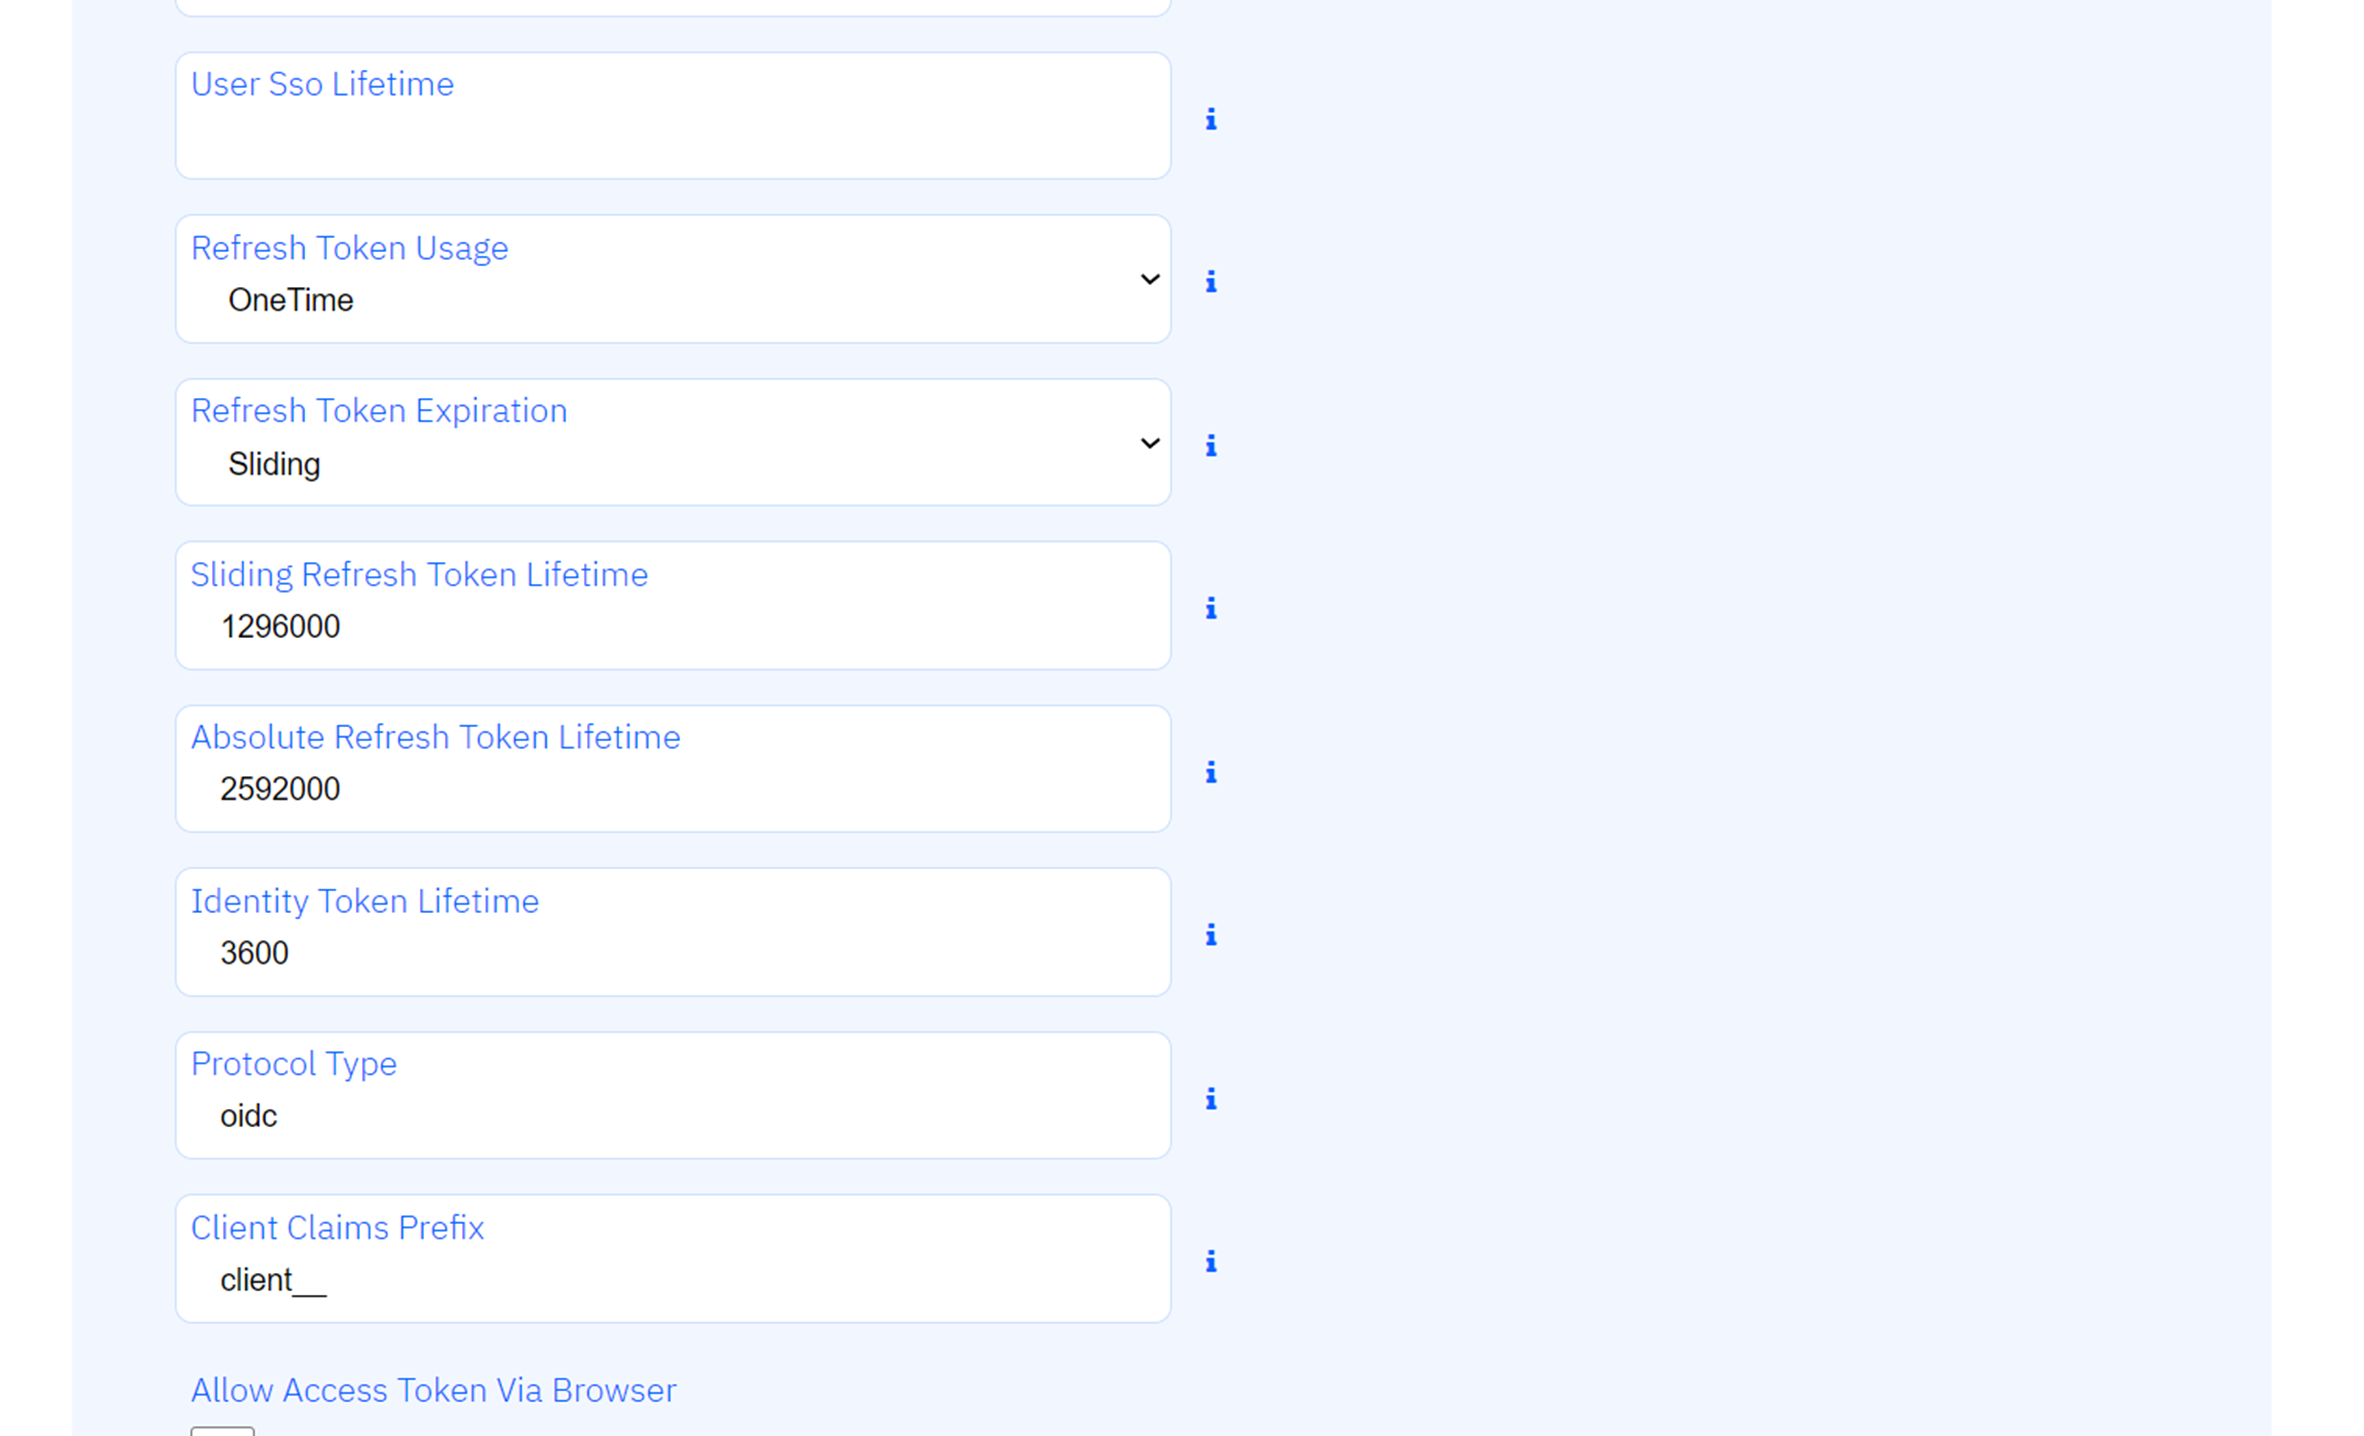 User Sso Lifetime
Refresh Token Usage
OneTime
Refresh Token Expiration
Sliding
Sliding Refresh Token Lifetime
1296000
Absolute Refresh Token Lifetime
2592000
Identity Token Lifetime
3600
Protocol Type
oidc
Client Claims Prefix
client__
Allow Access Token Via Browser